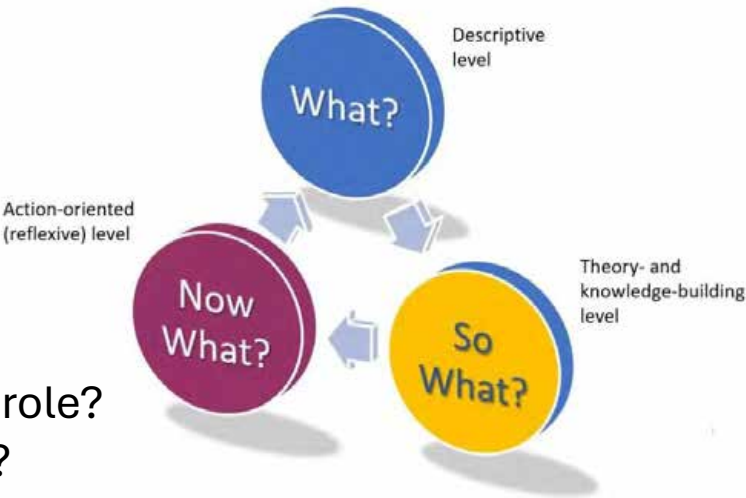 Descriptive
level
What?
Action-oriented
(reflexive) level
Now
What?
Theory- and
knowledge-building
level
So
What?
role?
?